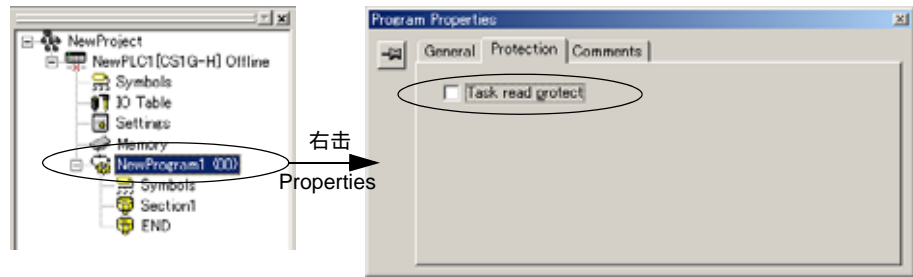 NewProject
NewPLC1[CS1G-H] Offline
Symbols
IO Table
Settings
Memory
NewProgram1 (00)
Symbols
Section1
END
右击
Properties
Program Properties
General Protection Comments
Task read protect